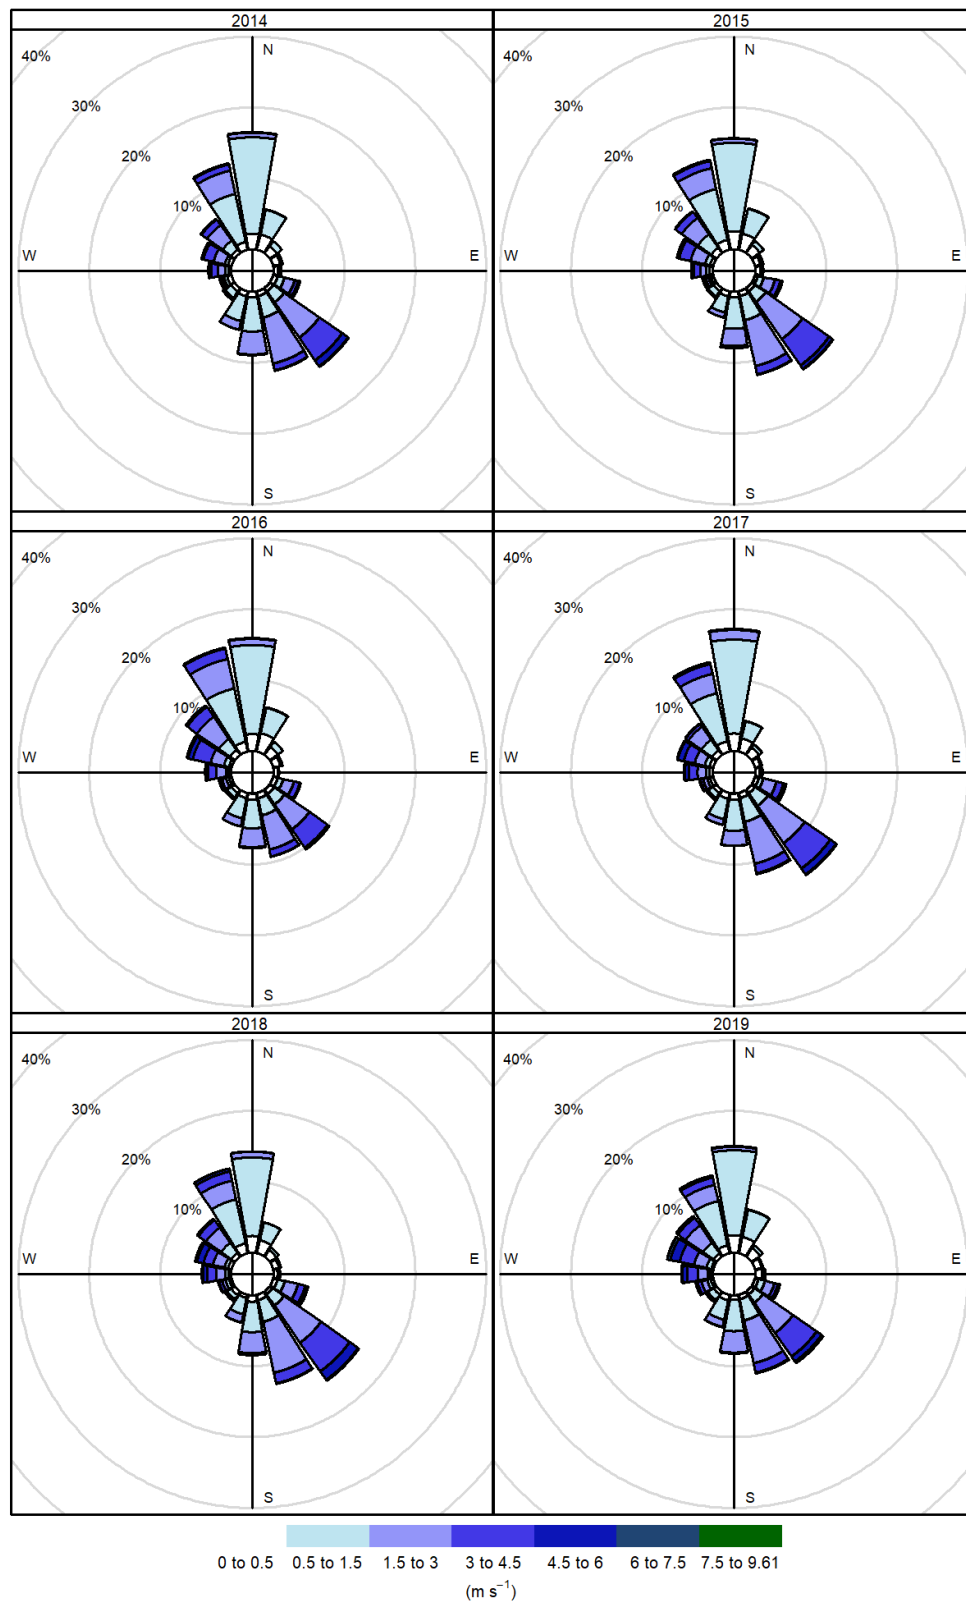 2014
2015
40%
30%
20%
10%
N
W
E
S
40%
30%
20%
10%
N
W
E
S
2016
2017
40%
30%
20%
10%
N
W
E
S
40%
30%
20%
10%
N
W
E
S
2018
2019
40%
30%
20%
10%
N
W
E
S
40%
30%
20%
10%
N
W
E
S
0 to 0.5 0.5 to 1.5 1.5 to 3 3 to 4.5 4.5 to 6 6 to 7.5 7.5 to 9.61
(m s⁻¹)